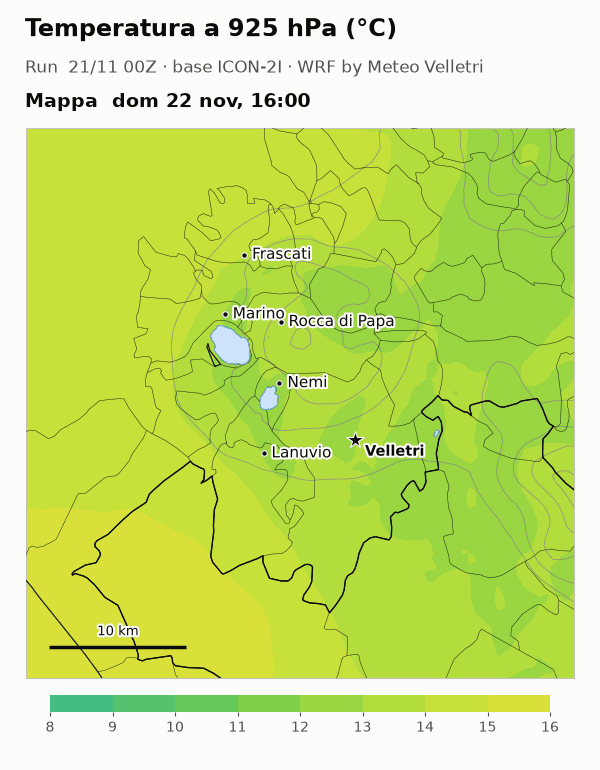 Temperatura a 925 hPa (°C)
Run  21/11 00Z · base ICON-2I · WRF by Meteo Velletri
Mappa  dom 22 nov, 16:00
Frascati
Marino
Rocca di Papa
Nemi
Velletri
Lanuvio
10 km
8 9 10 11 12 13 14 15 16